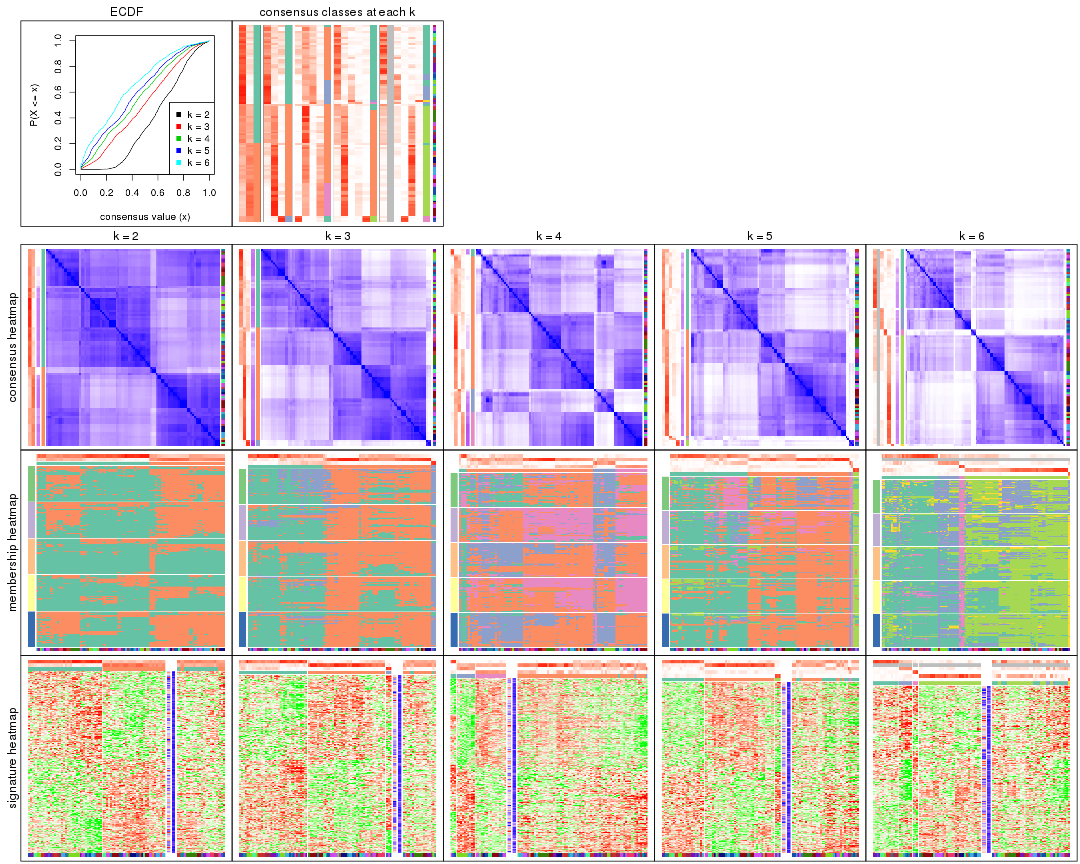 ECDF
consensus classes at each k
P(X <= x)
0.0 0.2 0.4 0.6 0.8 1.0
k = 2
k = 3
k = 4
k = 5
k = 6
0.0 0.2 0.4 0.6 0.8 1.0
consensus value (x)
k = 2 k = 3 k = 4 k = 5 k = 6
consensus heatmap
membership heatmap
signature heatmap